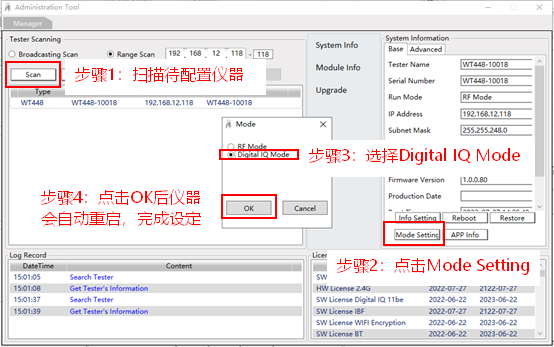 Administration Tool
Manager
Tester Scanning
Broadcasting Scan
Range Scan
192 . 168 . 12 . 118 - 118
Scan
步骤1：扫描待配置仪器
Type
WT448 WT448-10018 192.168.12.118 WT448-10018
System Info
Module Info
Upgrade
System Information
Base Advanced
Tester Name WT448-10018
Serial Number WT448-10018
Run Mode RF Mode
IP Address 192.168.12.118
Subnet Mask 255.255.248.0
Firmware Version 1.0.0.80
Production Date
Info Setting Reboot Restore
Mode Setting APP Info
Mode
RF Mode
Digital IQ Mode
步骤3：选择Digital IQ Mode
OK Cancel
步骤4：点击OK后仪器
会自动重启，完成设定
步骤2：点击Mode Setting
Log Record
DateTime Content
15:01:05 Search Tester
15:01:08 Get Tester's Information
15:01:37 Search Tester
15:01:39 Get Tester's Information
HW License 2.4G 2022-07-27 2122-07-27
SW License Digital IQ 11be 2022-06-22 2023-06-22
SW License IBF 2022-07-27 2122-07-27
SW License WIFI Encryption 2022-06-22 2023-06-22
SW License BT 2022-06-22 2023-06-22